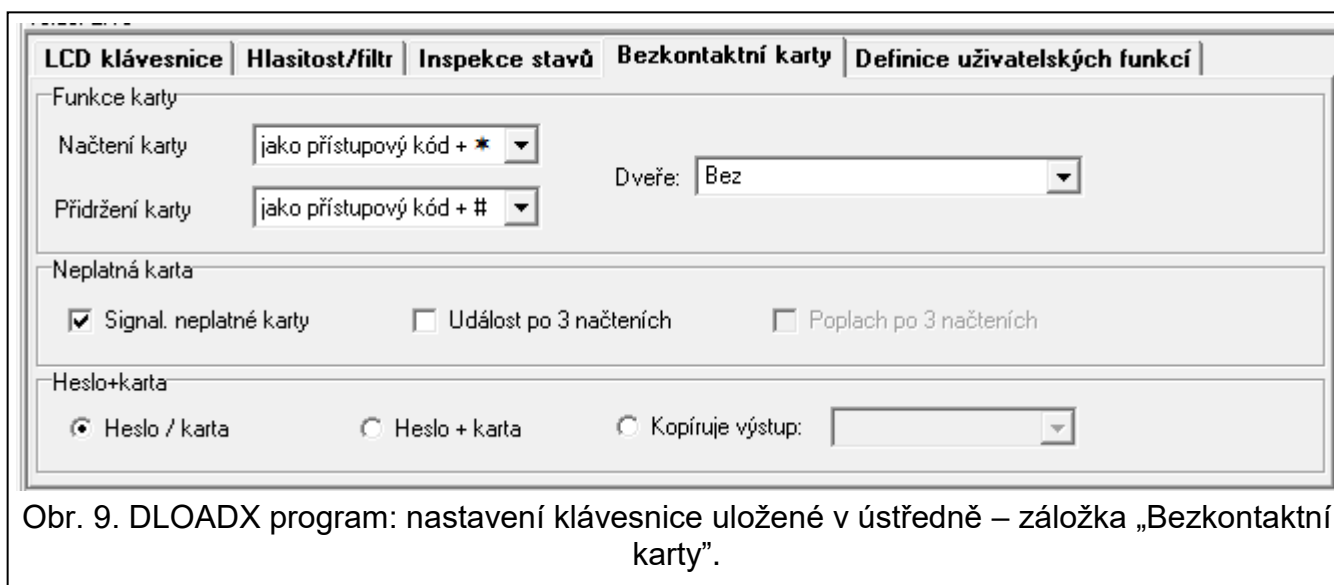 LCD klávesnice Hlasitost/filtr Inspekce stavů Bezkontaktní karty Definice uživatelských funkcí
Funkce karty
Načtení karty jako přístupový kód + *
Dveře: Bez
Přidržení karty jako přístupový kód + #
Neplatná karta
Signal. neplatné karty Událost po 3 načteních Poplach po 3 načteních
Heslo+karta
Heslo / karta Heslo + karta Kopíruje výstup:
Obr. 9. DLOADX program: nastavení klávesnice uložené v ústředně – záložka „Bezkontaktní
karty”.